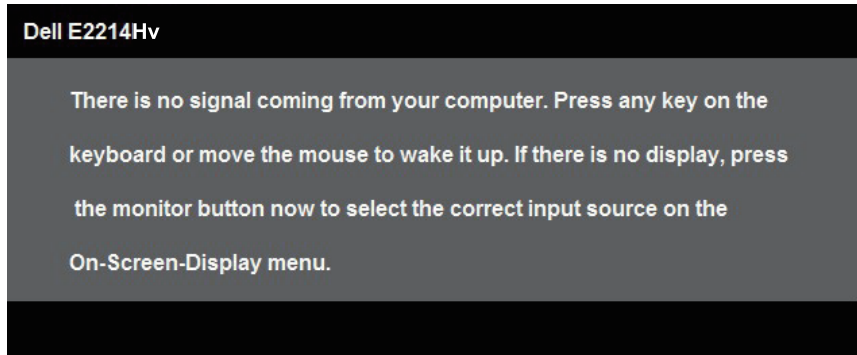 Dell E2214Hv
There is no signal coming from your computer. Press any key on the
keyboard or move the mouse to wake it up. If there is no display, press
the monitor button now to select the correct input source on the
On-Screen-Display menu.